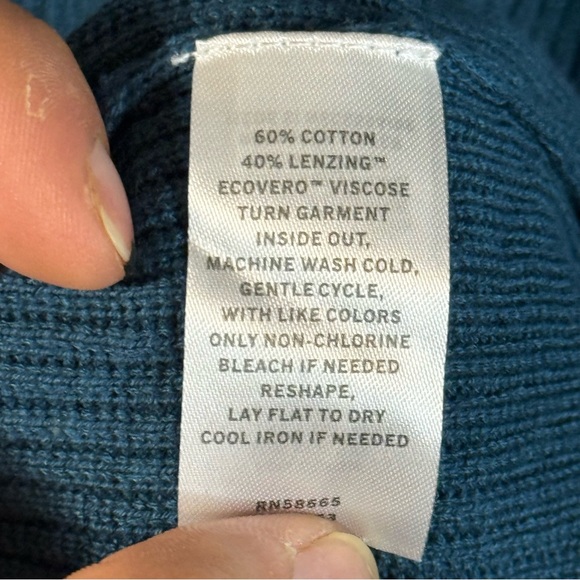 60% COTTON
40% LENZING™
ECOVERO™ VISCOSE
TURN GARMENT
INSIDE OUT,
MACHINE WASH COLD,
GENTLE CYCLE,
WITH LIKE COLORS
ONLY NON-CHLORINE
BLEACH IF NEEDED
RESHAPE,
LAY FLAT TO DRY
COOL IRON IF NEEDED
RN58665